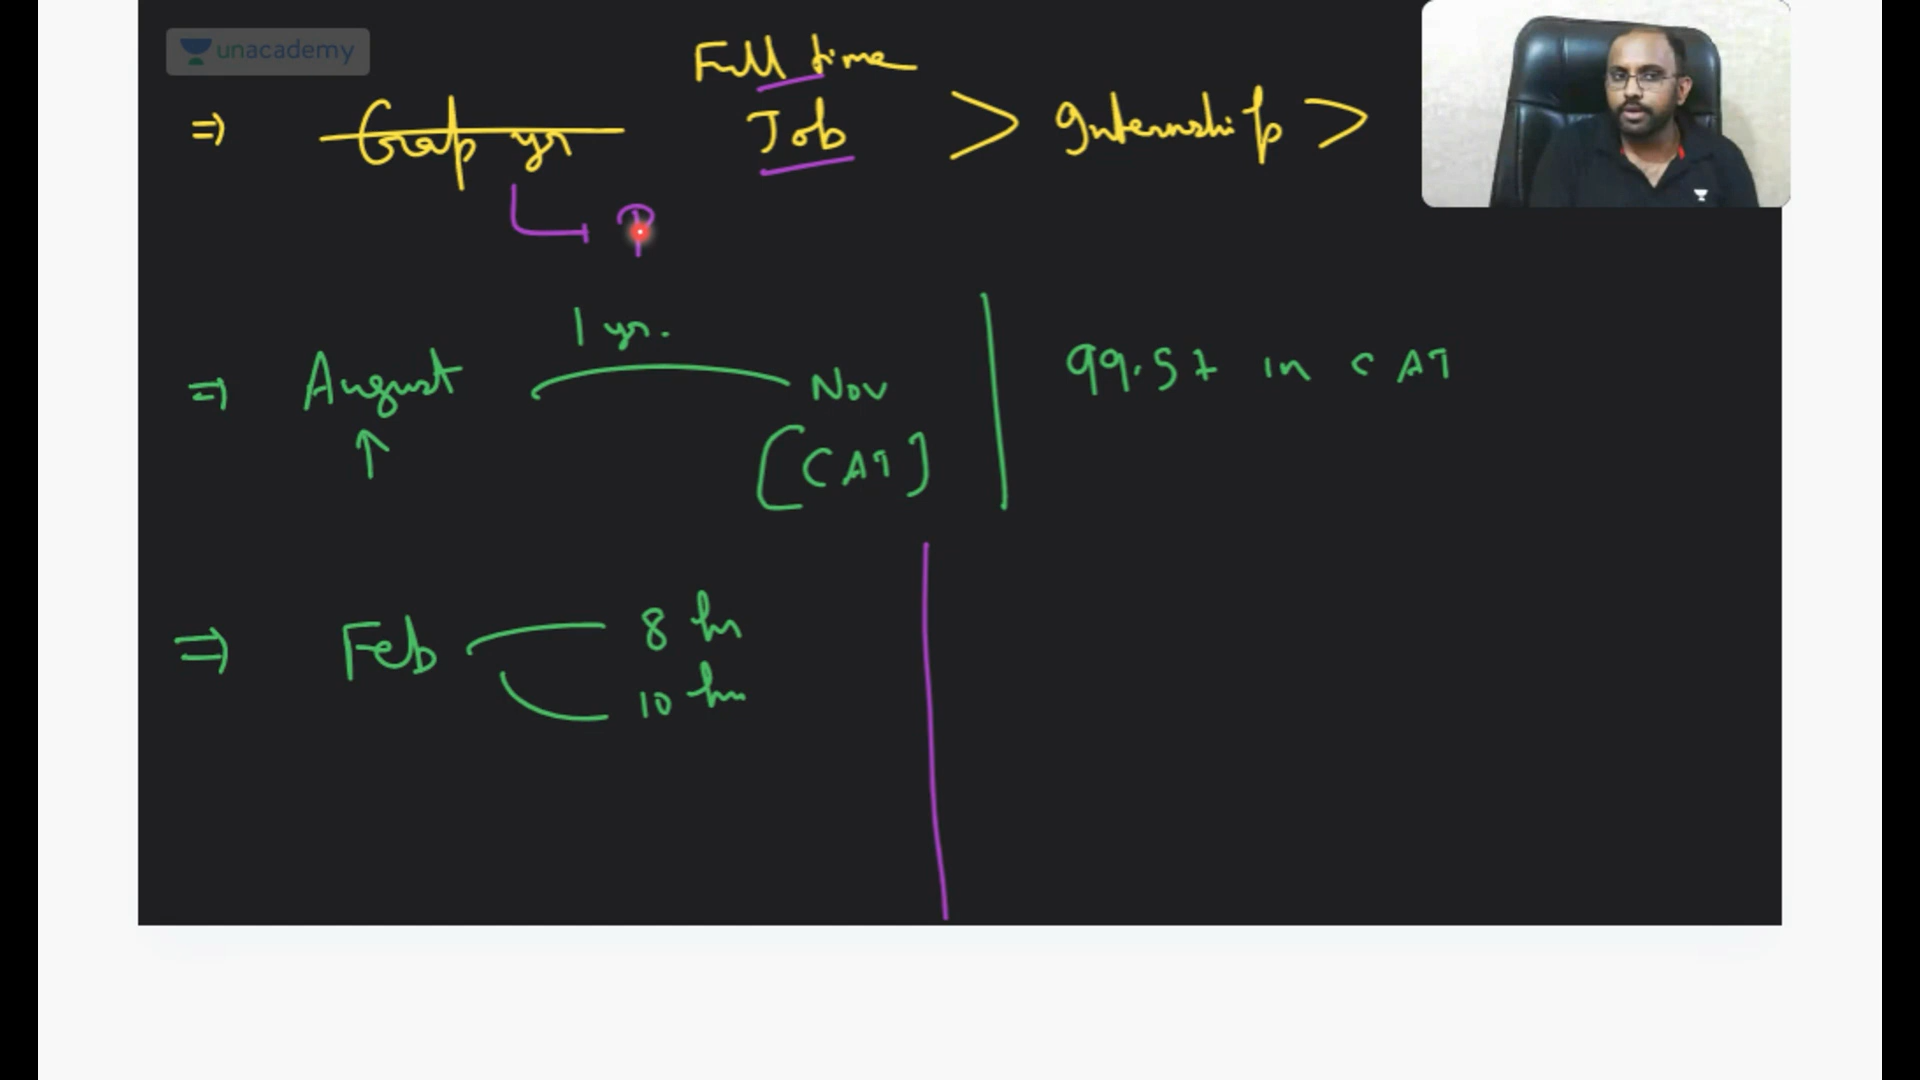 unacademy
Full time
⇒ Gap yr Job > Internship >
↳ P
1 yr.
⇒ August Nov 99.5% in CAT
↑ [CAT]
8 hr
⇒ Feb
10 hr